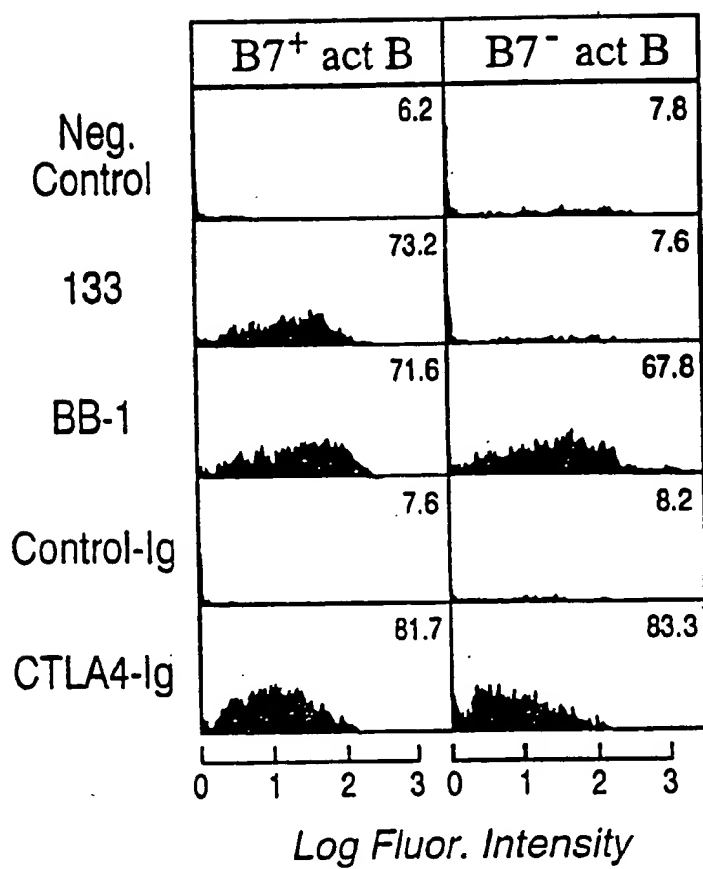 B7+ act B B7- act B
Neg. Control 6.2 7.8
133 73.2 7.6
BB-1 71.6 67.8
Control-Ig 7.6 8.2
CTLA4-Ig 81.7 83.3
0 1 2 3 0 1 2 3
Log Fluor. Intensity